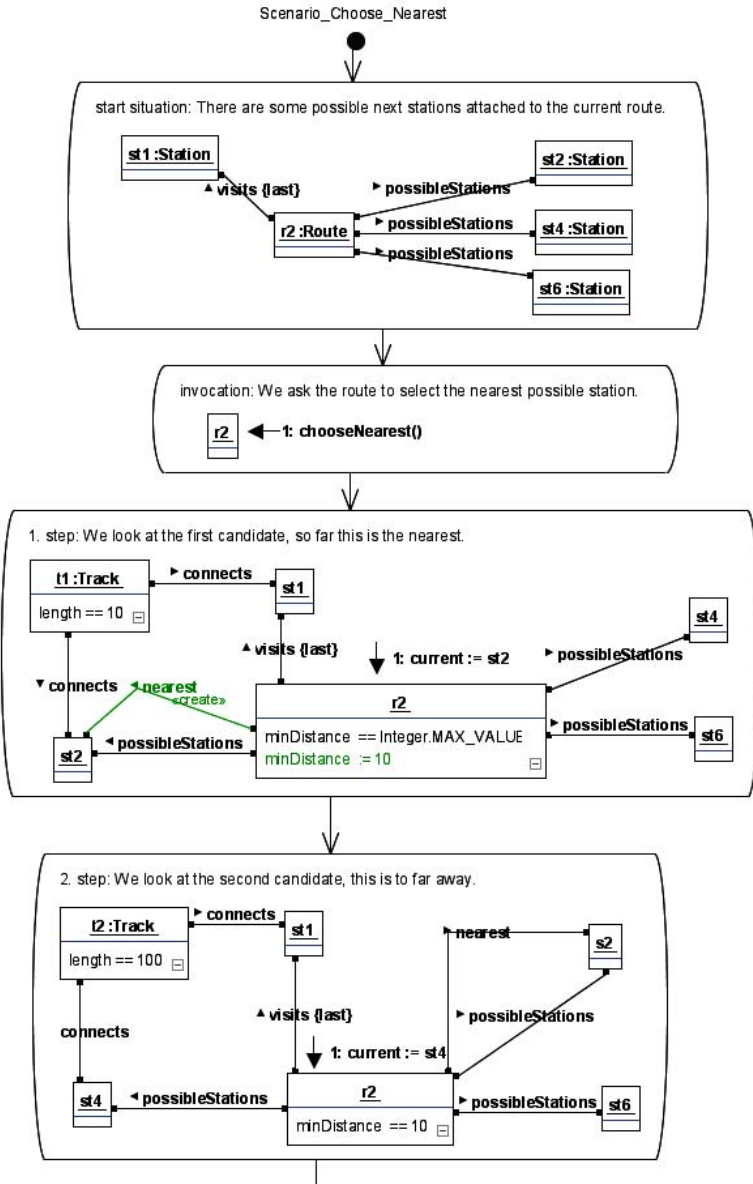 Scenario_Choose_Nearest
start situation: There are some possible next stations attached to the current route.
st1 :Station
st2 :Station
visits {last}
possibleStations
r2 :Route
possibleStations
st4 :Station
possibleStations
st6 :Station
invocation: We ask the route to select the nearest possible station.
r2
1: chooseNearest()
1. step: We look at the first candidate, so far this is the nearest.
t1 :Track
connects
st1
length == 10
st4
visits {last}
1: current := st2
possibleStations
connects
nearest
«create»
r2
possibleStations
minDistance == Integer.MAX_VALUE
possibleStations
st6
st2
minDistance := 10
2. step: We look at the second candidate, this is to far away.
t2 :Track
connects
st1
nearest
s2
length == 100
visits {last}
possibleStations
connects
1: current := st4
st4
possibleStations
r2
possibleStations
st6
minDistance == 10